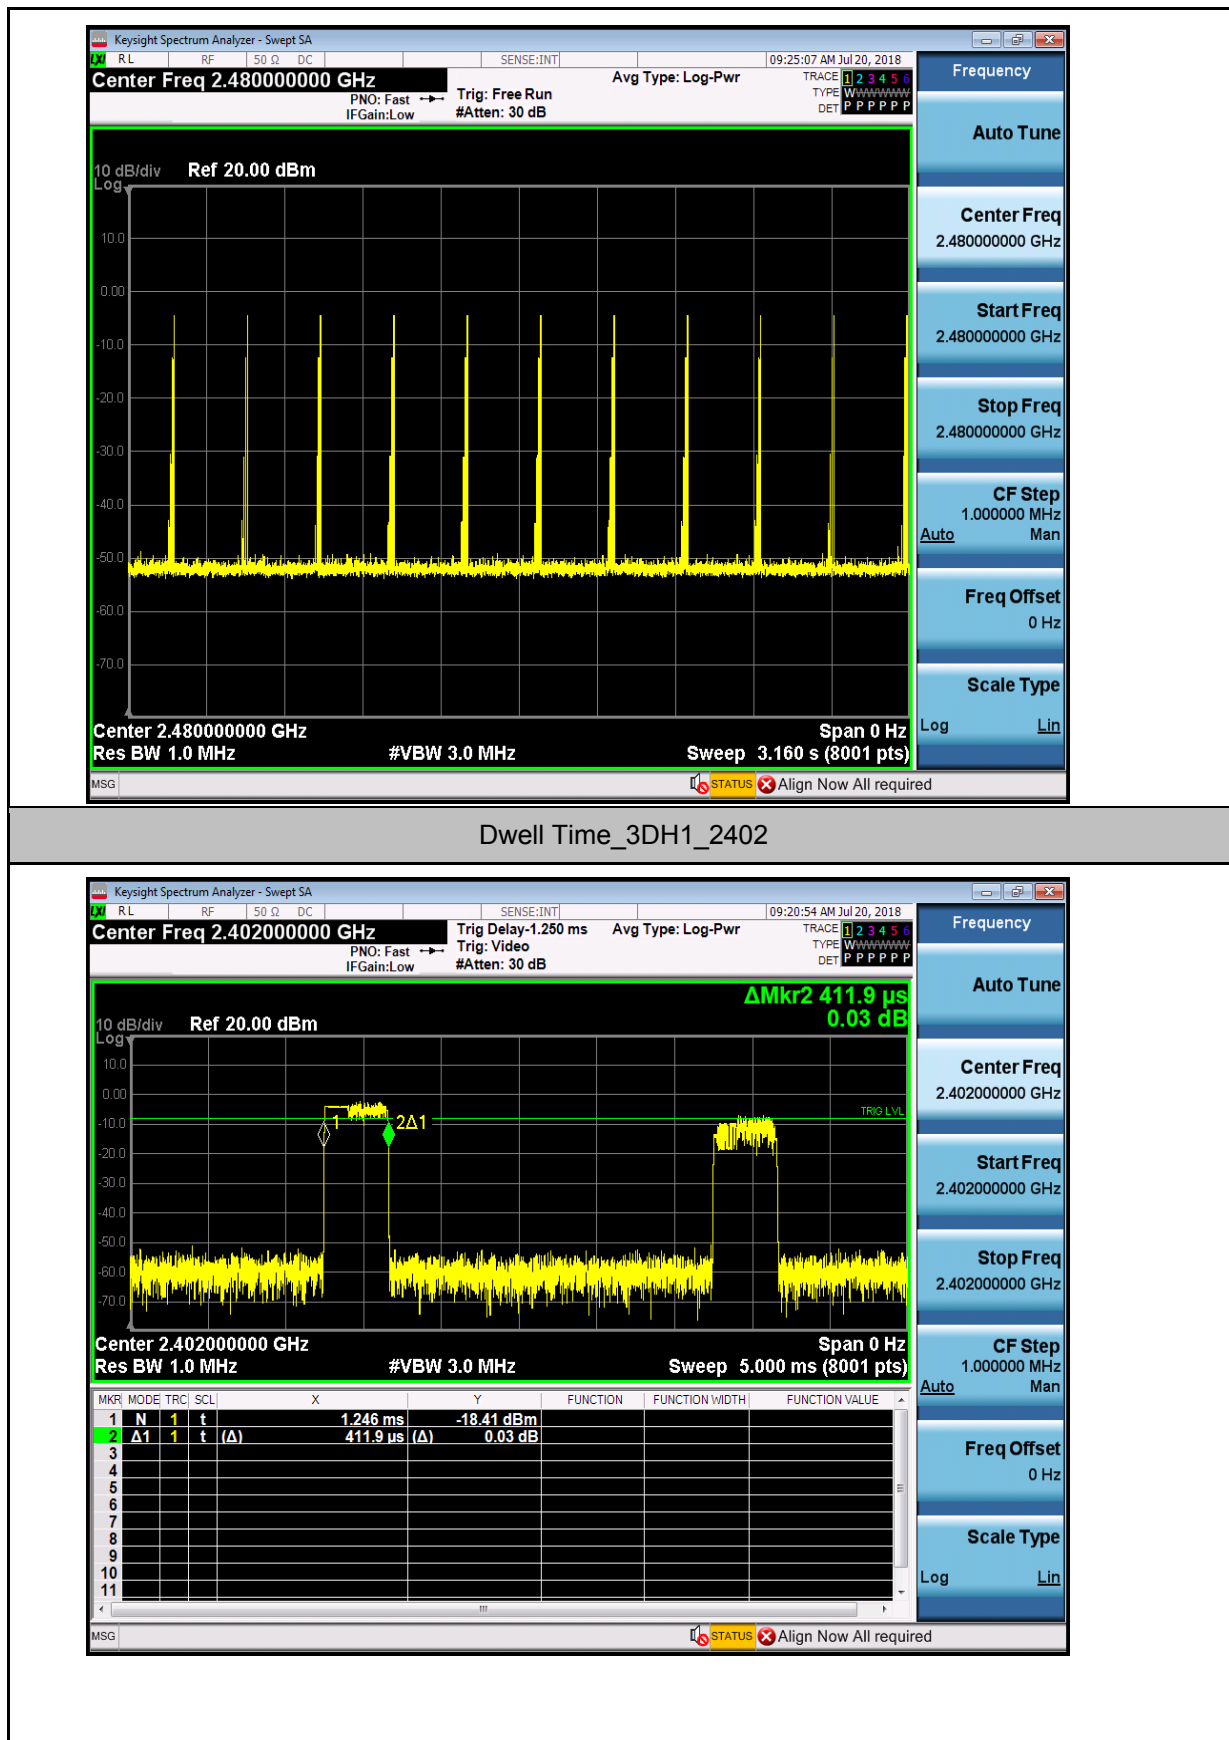 Keysight Spectrum Analyzer - Swept SA
LXI RL RF 50 Ω DC SENSE:INT 09:25:07 AM Jul 20, 2018
Center Freq 2.480000000 GHz
PNO: Fast
IFGain:Low
Trig: Free Run
#Atten: 30 dB
Avg Type: Log-Pwr
TRACE 1 2 3 4 5 6
TYPE WWWWWW
DET P P P P P P
10 dB/div Ref 20.00 dBm
Log
10.0
0.00
-10.0
-20.0
-30.0
-40.0
-50.0
-60.0
-70.0
Center 2.480000000 GHz Span 0 Hz
Res BW 1.0 MHz #VBW 3.0 MHz Sweep 3.160 s (8001 pts)
MSG STATUS Align Now All required
Frequency
Auto Tune
Center Freq
2.480000000 GHz
Start Freq
2.480000000 GHz
Stop Freq
2.480000000 GHz
CF Step
1.000000 MHz
Auto Man
Freq Offset
0 Hz
Scale Type
Log Lin
Dwell Time_3DH1_2402
Keysight Spectrum Analyzer - Swept SA
LXI RL RF 50 Ω DC SENSE:INT 09:20:54 AM Jul 20, 2018
Center Freq 2.402000000 GHz
PNO: Fast
IFGain:Low
Trig Delay-1.250 ms
Trig: Video
#Atten: 30 dB
Avg Type: Log-Pwr
TRACE 1 2 3 4 5 6
TYPE WWWWWW
DET P P P P P P
ΔMkr2 411.9 µs
0.03 dB
10 dB/div Ref 20.00 dBm
Log
10.0
0.00
-10.0
-20.0
-30.0
-40.0
-50.0
-60.0
-70.0
1
2Δ1
TRIG LVL
Center 2.402000000 GHz Span 0 Hz
Res BW 1.0 MHz #VBW 3.0 MHz Sweep 5.000 ms (8001 pts)
MKR MODE TRC SCL X Y FUNCTION FUNCTION WIDTH FUNCTION VALUE
1 N 1 t 1.246 ms -18.41 dBm
2 Δ1 1 t (Δ) 411.9 µs (Δ) 0.03 dB
3
4
5
6
7
8
9
10
11
MSG STATUS Align Now All required
Frequency
Auto Tune
Center Freq
2.402000000 GHz
Start Freq
2.402000000 GHz
Stop Freq
2.402000000 GHz
CF Step
1.000000 MHz
Auto Man
Freq Offset
0 Hz
Scale Type
Log Lin